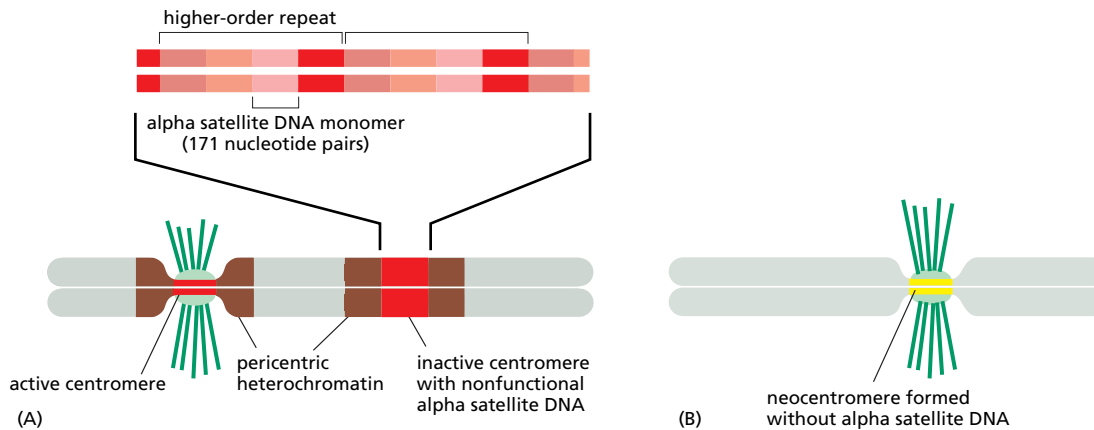 higher-order repeat
alpha satellite DNA monomer
(171 nucleotide pairs)
active centromere
pericentric
heterochromatin
inactive centromere
with nonfunctional
alpha satellite DNA
(A)
neocentromere formed
without alpha satellite DNA
(B)